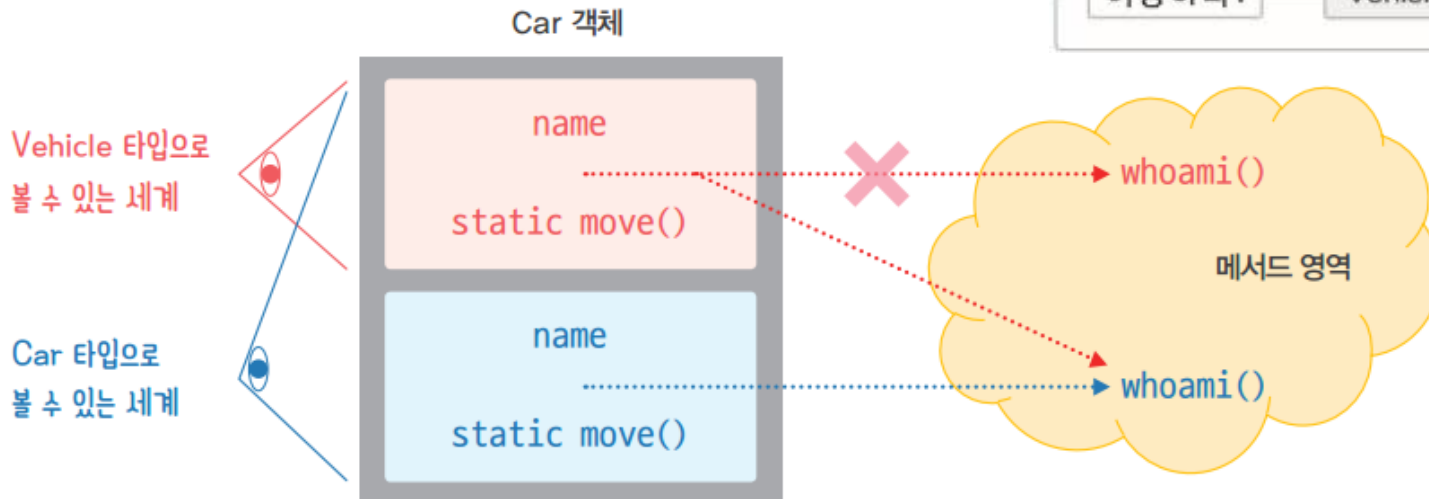 Car 객체
Vehicle 타입으로
볼 수 있는 세계
name
static move()
whoami()
메서드 영역
Car 타입으로
볼 수 있는 세계
name
static move()
whoami()